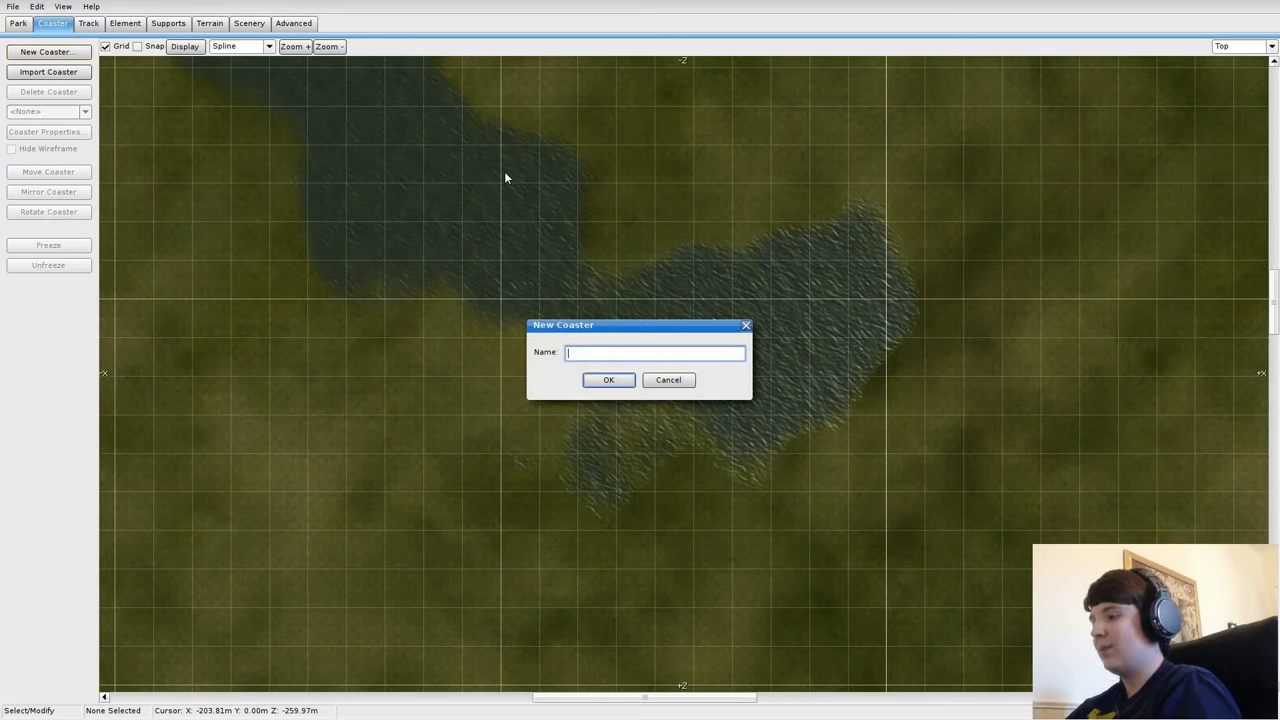 File Edit View Help
Park Coaster Track Element Supports Terrain Scenery Advanced
New Coaster... Grid Snap Display Spline Zoom + Zoom - Top
Import Coaster
Delete Coaster
<None>
Coaster Properties...
Hide Wireframe
Move Coaster
Mirror Coaster
Rotate Coaster
Freeze
Unfreeze
-Z
-X
+X
+Z
New Coaster
Name:
OK Cancel
Select/Modify None Selected Cursor: X: -203.81m Y: 0.00m Z: -259.97m